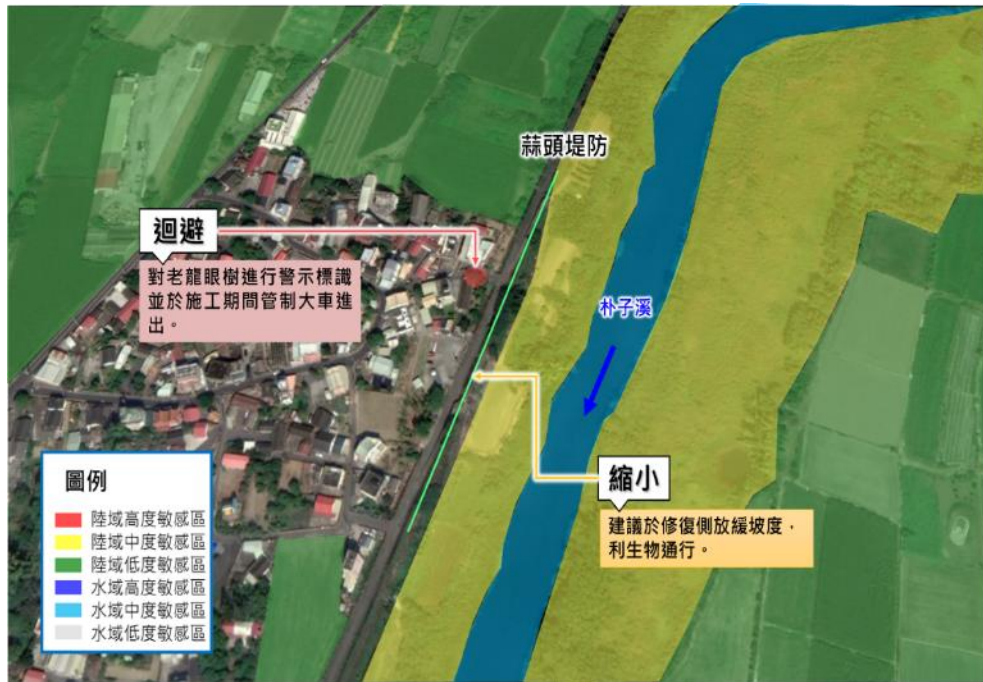 蒜頭堤防
迴避
對老龍眼樹進行警示標識
並於施工期間管制大車進
出。
朴子溪
縮小
建議於修復側放緩坡度，
利生物通行。
圖例
陸域高度敏感區
陸域中度敏感區
陸域低度敏感區
水域高度敏感區
水域中度敏感區
水域低度敏感區